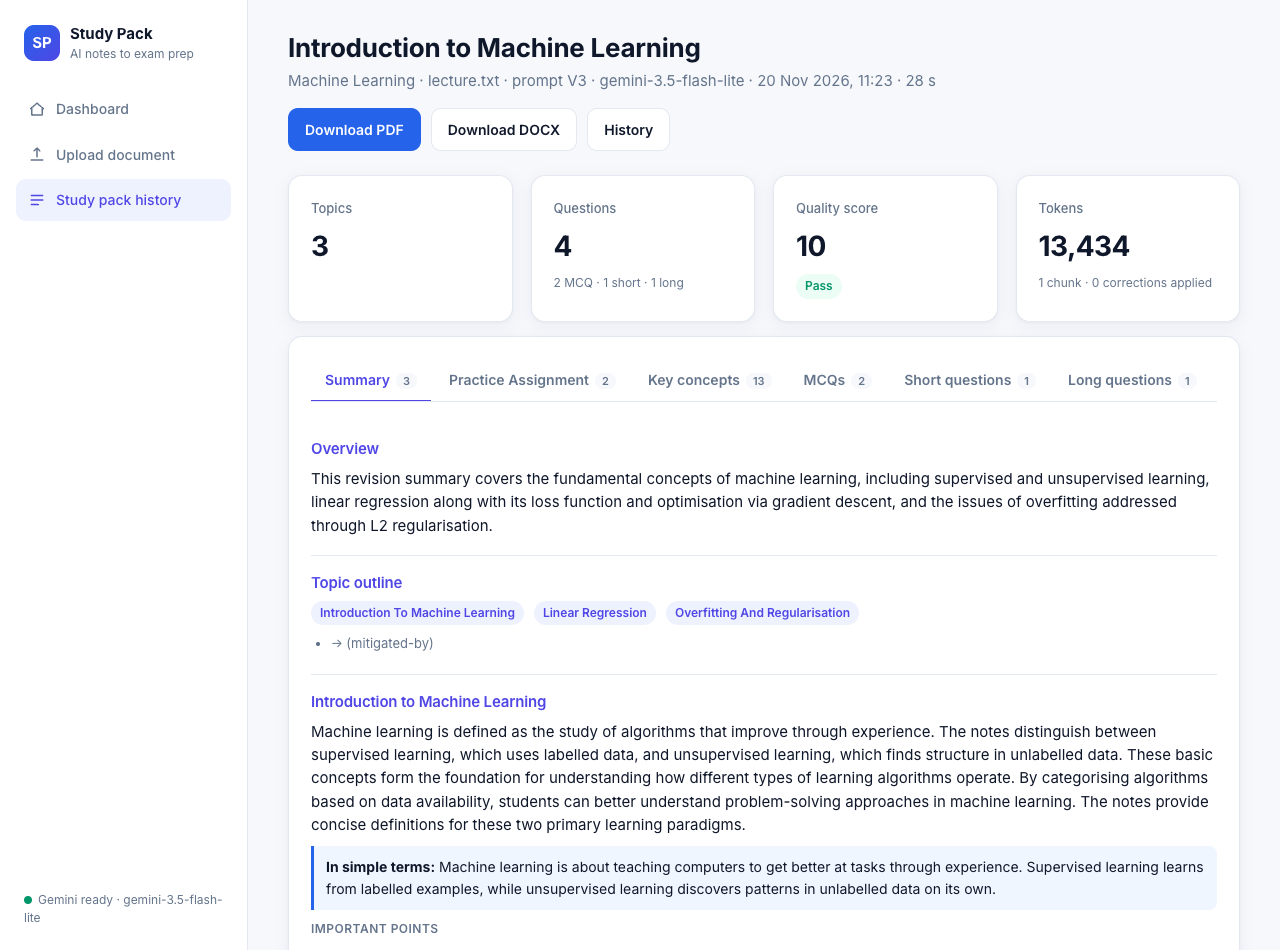 SP
Study Pack
AI notes to exam prep
Dashboard
Upload document
Study pack history
Gemini ready · gemini-3.5-flash-
lite
Introduction to Machine Learning
Machine Learning · lecture.txt · prompt V3 · gemini-3.5-flash-lite · 20 Nov 2026, 11:23 · 28 s
Download PDF
Download DOCX
History
Topics
3
Questions
4
2 MCQ · 1 short · 1 long
Quality score
10
Pass
Tokens
13,434
1 chunk · 0 corrections applied
Summary 3
Practice Assignment 2
Key concepts 13
MCQs 2
Short questions 1
Long questions 1
Overview
This revision summary covers the fundamental concepts of machine learning, including supervised and unsupervised learning,
linear regression along with its loss function and optimisation via gradient descent, and the issues of overfitting addressed
through L2 regularisation.
Topic outline
Introduction To Machine Learning
Linear Regression
Overfitting And Regularisation
• → (mitigated-by)
Introduction to Machine Learning
Machine learning is defined as the study of algorithms that improve through experience. The notes distinguish between
supervised learning, which uses labelled data, and unsupervised learning, which finds structure in unlabelled data. These basic
concepts form the foundation for understanding how different types of learning algorithms operate. By categorising algorithms
based on data availability, students can better understand problem-solving approaches in machine learning. The notes provide
concise definitions for these two primary learning paradigms.
In simple terms: Machine learning is about teaching computers to get better at tasks through experience. Supervised learning learns
from labelled examples, while unsupervised learning discovers patterns in unlabelled data on its own.
IMPORTANT POINTS